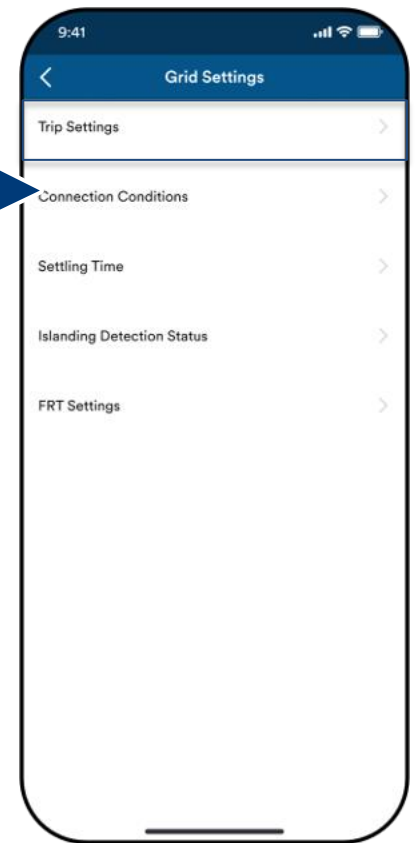 9:41
Grid Settings
Trip Settings
Connection Conditions
Settling Time
Islanding Detection Status
FRT Settings